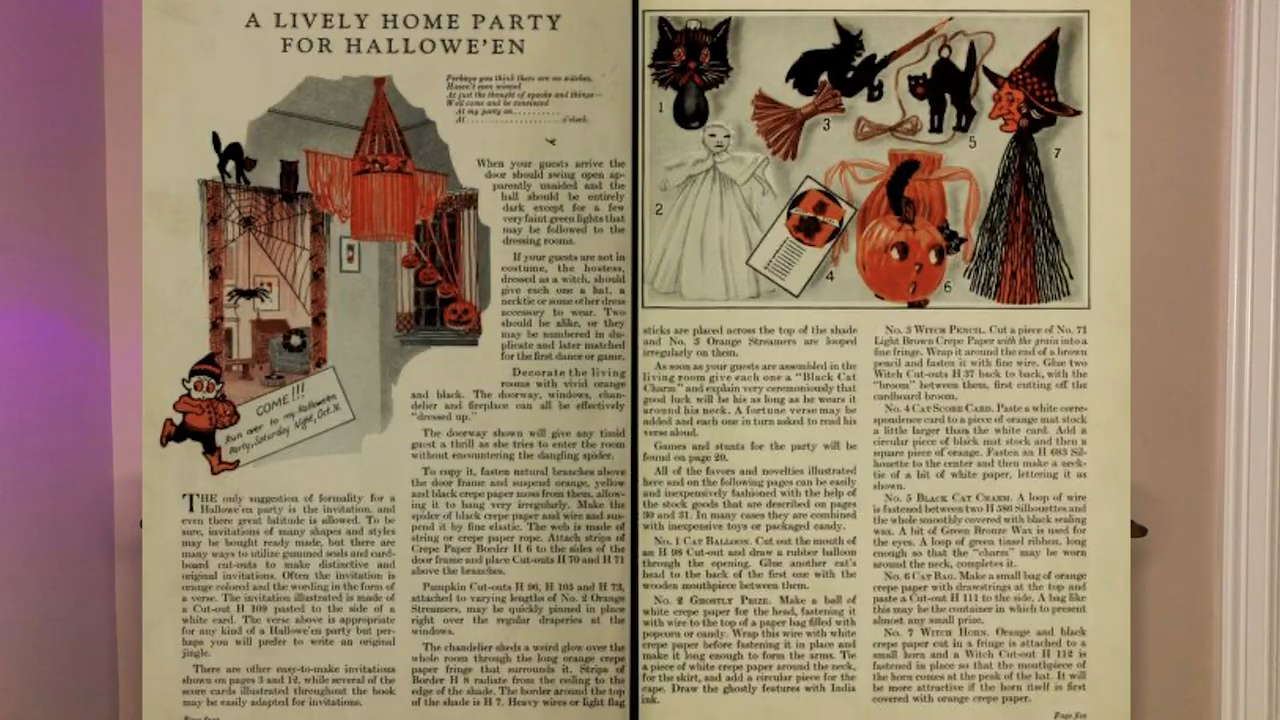 A LIVELY HOME PARTY
FOR HALLOWE'EN
Perhaps you think there are no witches,
Haven't even winced
At just the thought of spooks and things—
Well come and be convinced
At my party on..........
At.......................o'clock.
When your guests arrive the
door should swing open ap-
parently unaided and the
hall should be entirely
dark except for a few
very faint green lights that
may be followed to the
dressing rooms.
If your guests are not in
costume, the hostess,
dressed as a witch, should
give each one a hat, a
necktie or some other dress
accessory to wear. Two
should be alike, or they
may be numbered in du-
plicate and later matched
for the first dance or game.
Decorate the living
rooms with vivid orange
and black. The doorway, windows, chan-
delier and fireplace can all be effectively
"dressed up."
The doorway shown will give any timid
guest a thrill as she tries to enter the room
without encountering the dangling spider.
To copy it, fasten natural branches above
the door frame and suspend orange, yellow
and black crepe paper moss from them, allow-
ing it to hang very irregularly. Make the
spider of black crepe paper and wire and sus-
pend it by fine elastic. The web is made of
string or crepe paper rope. Attach strips of
Crepe Paper Border H 6 to the sides of the
door frame and place Cut-outs H 70 and H 71
above the branches.
Pumpkin Cut-outs H 96, H 105 and H 73,
attached to varying lengths of No. 2 Orange
Streamers, may be quickly pinned in place
right over the regular draperies at the
windows.
The chandelier sheds a weird glow over the
whole room through the long orange crepe
paper fringe that surrounds it. Strips of
Border H 8 radiate from the ceiling to the
edge of the shade. The border around the top
of the shade is H 7. Heavy wires or light flag
COME!!!
Run over to my Halloween
Party, Saturday Night, Oct. 31.
THE only suggestion of formality for a
Hallowe'en party is the invitation, and
even there great latitude is allowed. To be
sure, invitations of many shapes and styles
may be bought ready made, but there are
many ways to utilize gummed seals and card-
board cut-outs to make distinctive and
original invitations. Often the invitation is
orange colored and the wording in the form of
a verse. The invitation illustrated is made of
a Cut-out H 109 pasted to the side of a
white card. The verse above is appropriate
for any kind of a Hallowe'en party but per-
haps you will prefer to write an original
jingle.
There are other easy-to-make invitations
shown on pages 3 and 12, while several of the
score cards illustrated throughout the book
may be easily adapted for invitations.
Page four
1
2
3
4
5
6
7
sticks are placed across the top of the shade
and No. 3 Orange Streamers are looped
irregularly on them.
As soon as your guests are assembled in the
living room give each one a "Black Cat
Charm" and explain very ceremoniously that
good luck will be his as long as he wears it
around his neck. A fortune verse may be
added and each one in turn asked to read his
verse aloud.
Games and stunts for the party will be
found on page 20.
All of the favors and novelties illustrated
here and on the following pages can be easily
and inexpensively fashioned with the help of
the stock goods that are described on pages
30 and 31. In many cases they are combined
with inexpensive toys or packaged candy.
No. 1 CAT BALLOON. Cut out the mouth of
an H 98 Cut-out and draw a rubber balloon
through the opening. Glue another cat's
head to the back of the first one with the
wooden mouthpiece between them.
No. 2 GHOSTLY PRIZE. Make a ball of
white crepe paper for the head, fastening it
with wire to the top of a paper bag filled with
popcorn or candy. Wrap this wire with white
crepe paper before fastening it in place and
make it long enough to form the arms. Tie
a piece of white crepe paper around the neck,
for the skirt, and add a circular piece for the
cape. Draw the ghostly features with India
ink.
No. 3 WITCH PENCIL. Cut a piece of No. 71
Light Brown Crepe Paper with the grain into a
fine fringe. Wrap it around the end of a brown
pencil and fasten it with fine wire. Glue two
Witch Cut-outs H 37 back to back, with the
"broom" between them, first cutting off the
cardboard broom.
No. 4 CAT SCORE CARD. Paste a white corre-
spondence card to a piece of orange mat stock
a little larger than the white card. Add a
circular piece of black mat stock and then a
square piece of orange. Fasten an H 683 Sil-
houette to the center and then make a neck-
tie of a bit of white paper, lettering it as
shown.
No. 5 BLACK CAT CHARM. A loop of wire
is fastened between two H 586 Silhouettes and
the whole smoothly covered with black sealing
wax. A bit of Green Bronze Wax is used for
the eyes. A loop of green tinsel ribbon, long
enough so that the "charm" may be worn
around the neck, completes it.
No. 6 CAT BAG. Make a small bag of orange
crepe paper with drawstrings at the top and
paste a Cut-out H 111 to the side. A bag like
this may be the container in which to present
almost any small prize.
No. 7 WITCH HORN. Orange and black
crepe paper cut in a fringe is attached to a
small horn and a Witch Cut-out H 112 is
fastened in place so that the mouthpiece of
the horn comes at the peak of the hat. It will
be more attractive if the horn itself is first
covered with orange crepe paper.
Page five